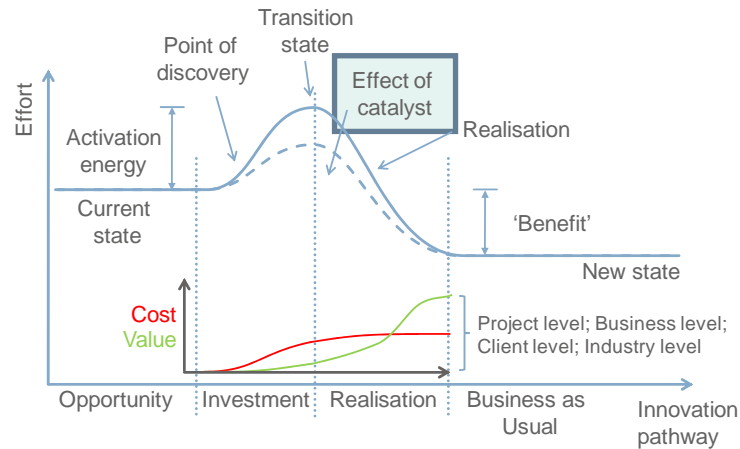 Transition
state
Point of
discovery
Effect of
catalyst
Effort
Activation
energy
Realisation
Current
state
'Benefit'
New state
Cost
Value
Project level; Business level;
Client level; Industry level
Opportunity
Investment
Realisation
Business as
Usual
Innovation
pathway